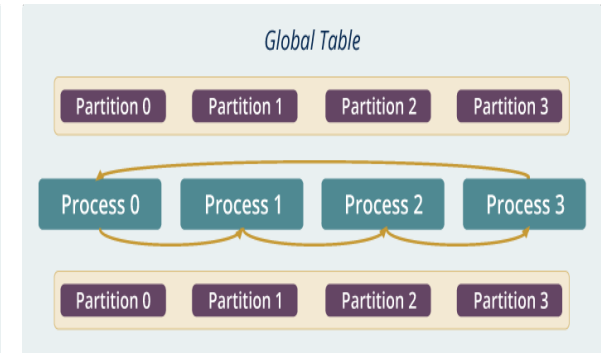 Global Table
Partition 0 Partition 1 Partition 2 Partition 3
Process 0 Process 1 Process 2 Process 3
Partition 0 Partition 1 Partition 2 Partition 3